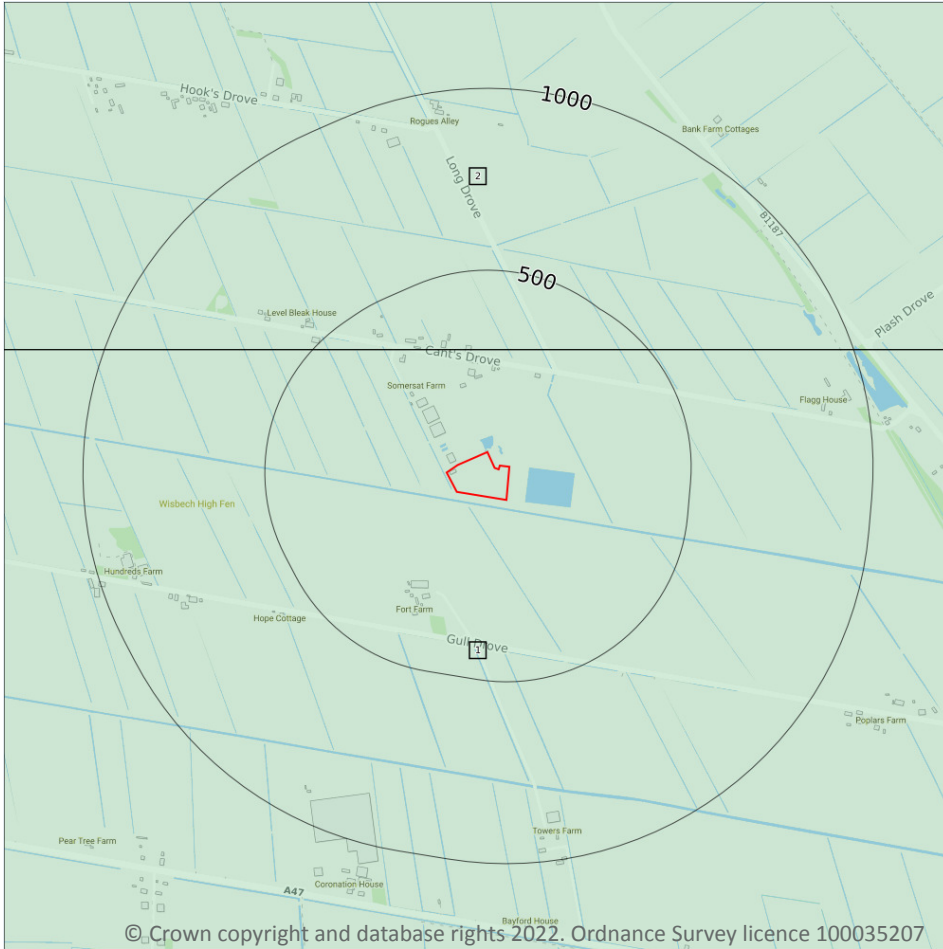 Hook's Drove
1000
Rogues Alley
Bank Farm Cottages
Long Drove
2
B1187
500
Plash Drove
Level Bleak House
Cant's Drove
Somersat Farm
Flagg House
Wisbech High Fen
Hundreds Farm
Fort Farm
Hope Cottage
Gull Drove
1
Poplars Farm
Towers Farm
Pear Tree Farm
Coronation House
A47
Bayford House
© Crown copyright and database rights 2022. Ordnance Survey licence 100035207